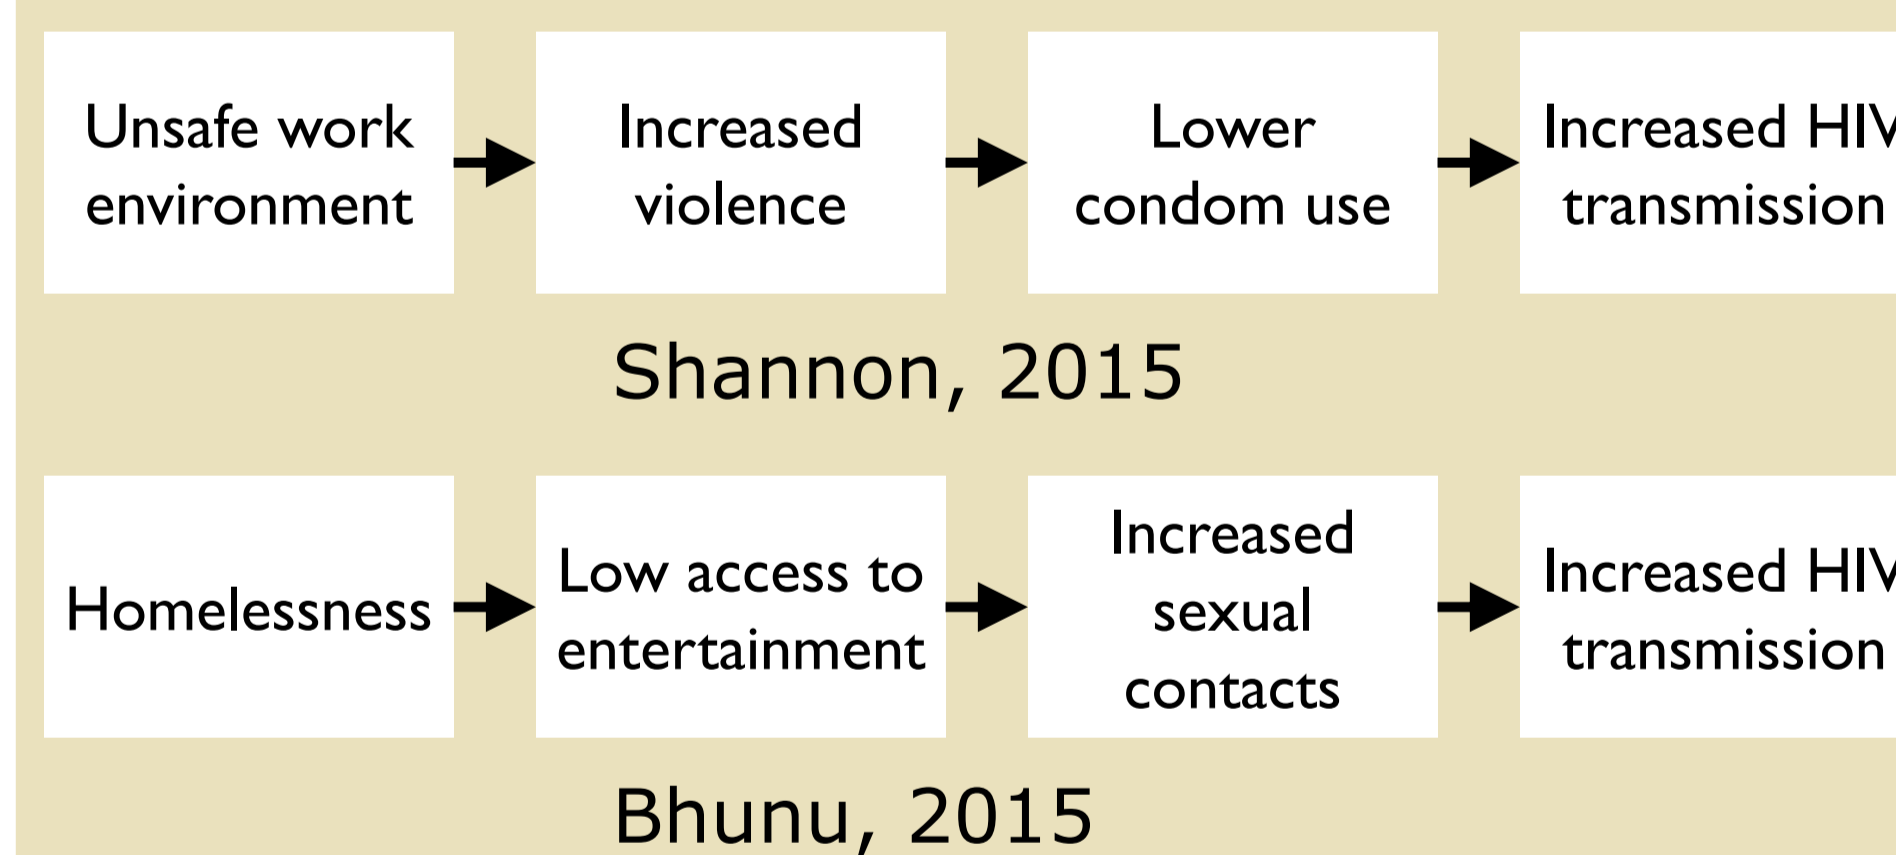 Unsafe work
environment
Increased
violence
Lower
condom use
Increased HIV
transmission
Shannon, 2015
Homelessness
Low access to
entertainment
Increased
sexual
contacts
Increased HIV
transmission
Bhunu, 2015